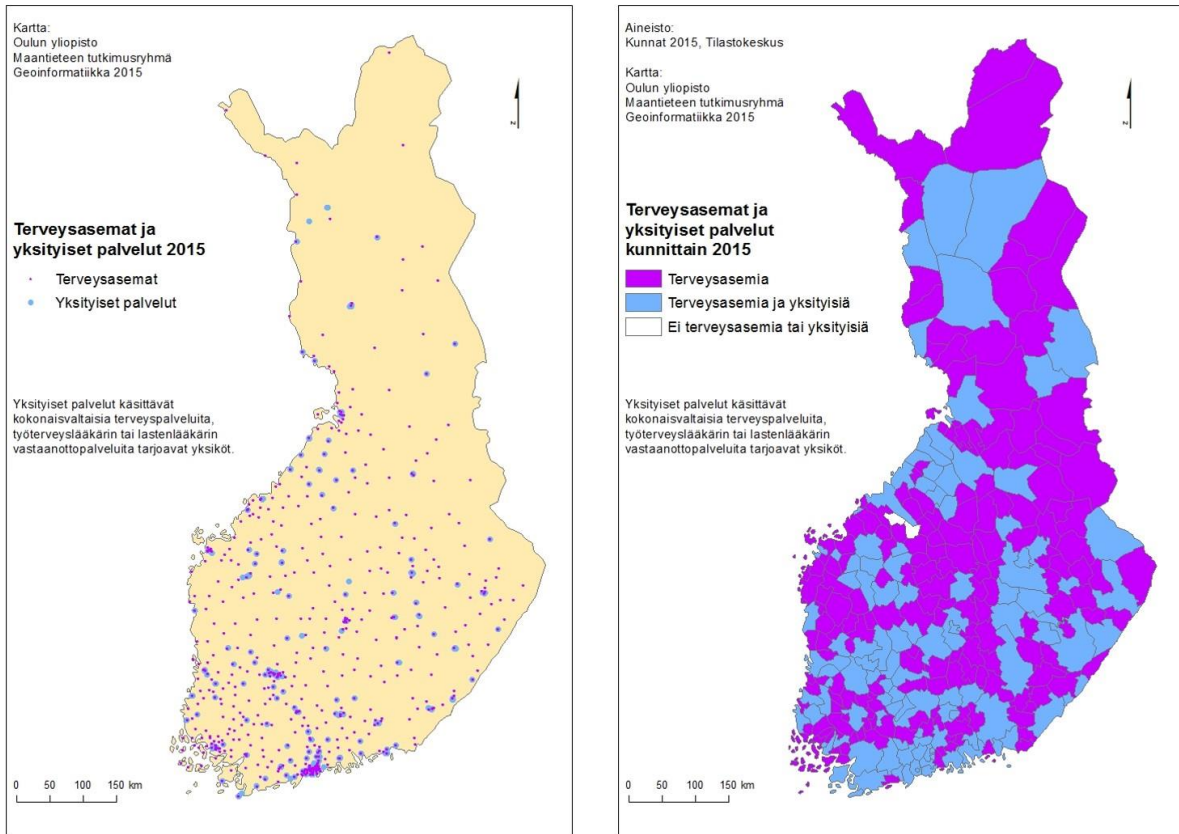 Kartta:
Oulun yliopisto
Maantieteen tutkimusryhmä
Geoinformatiikka 2015
z
Terveysasemat ja
yksityiset palvelut 2015
Terveysasemat
Yksityiset palvelut
Yksityiset palvelut käsittävät
kokonaisvaltaisia terveyspalveluita,
työterveyslääkärin tai lastenlääkärin
vastaanottopalveluita tarjoavat yksiköt.
0 50 100 150 km
Aineisto:
Kunnat 2015, Tilastokeskus
Kartta:
Oulun yliopisto
Maantieteen tutkimusryhmä
Geoinformatiikka 2015
z
Terveysasemat ja
yksityiset palvelut
kunnittain 2015
Terveysasemia
Terveysasemia ja yksityisiä
Ei terveysasemia tai yksityisiä
Yksityiset palvelut käsittävät
kokonaisvaltaisia terveyspalveluita,
työterveyslääkärin tai lastenlääkärin
vastaanottopalveluita tarjoavat yksiköt.
0 50 100 150 km